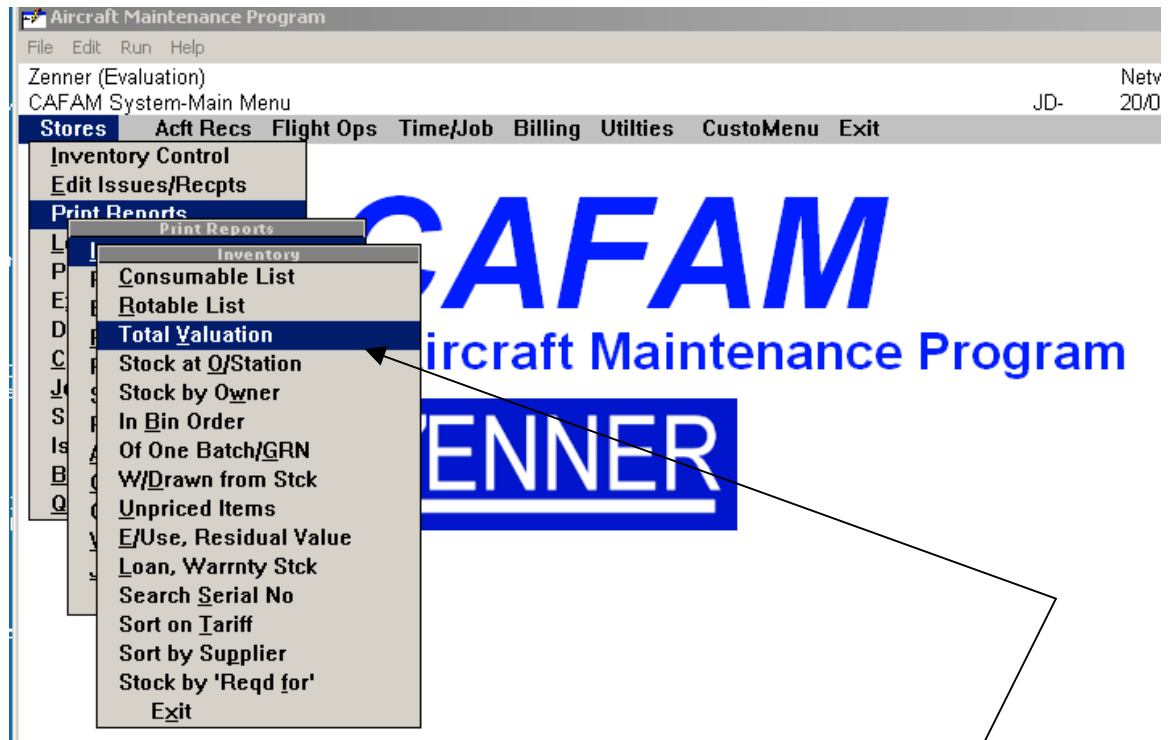 Aircraft Maintenance Program
File Edit Run Help
Zenner (Evaluation)
CAFAM System-Main Menu JD- 20/0
Stores Acft Recs Flight Ops Time/Job Billing Utilties CustoMenu Exit
Inventory Control
Edit Issues/Recpts
Print Reports
Print Reports
Inventory
Consumable List
Rotable List
Total Valuation
Stock at O/Station
Stock by Owner
In Bin Order
Of One Batch/GRN
W/Drawn from Stck
Unpriced Items
E/Use, Residual Value
Loan, Warrnty Stck
Search Serial No
Sort on Tariff
Sort by Supplier
Stock by 'Reqd for'
Exit
CAFAM
ircraft Maintenance Program
ENNER